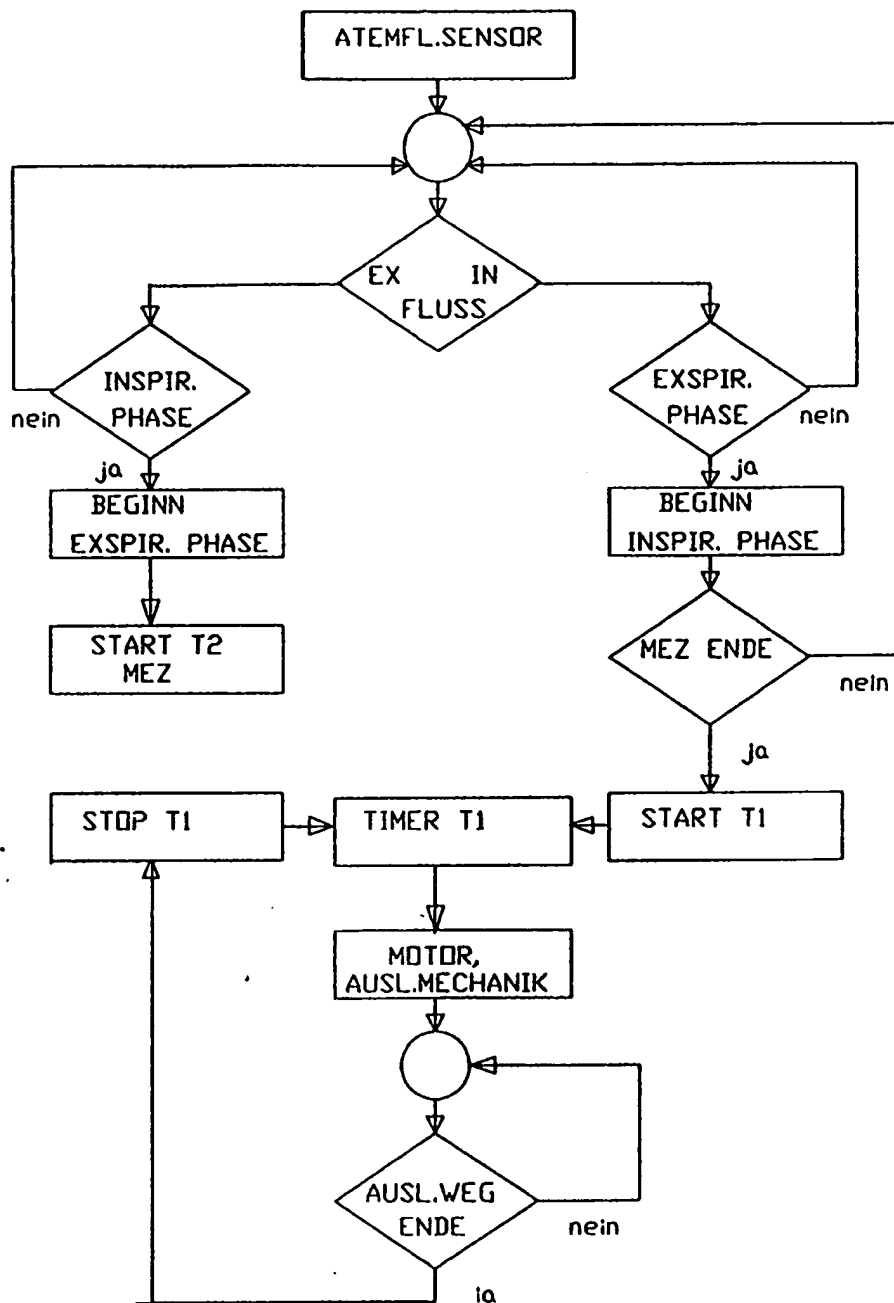 ATEMFL.SENSOR
EX IN
FLUSS
INSPIR.
PHASE
nein
ja
EXSPIR.
PHASE
nein
ja
BEGINN
EXSPIR. PHASE
BEGINN
INSPIR. PHASE
START T2
MEZ
MEZ ENDE
nein
ja
STOP T1
TIMER T1
START T1
MOTOR,
AUSL.MECHANIK
AUSL.WEG
ENDE
nein
ja